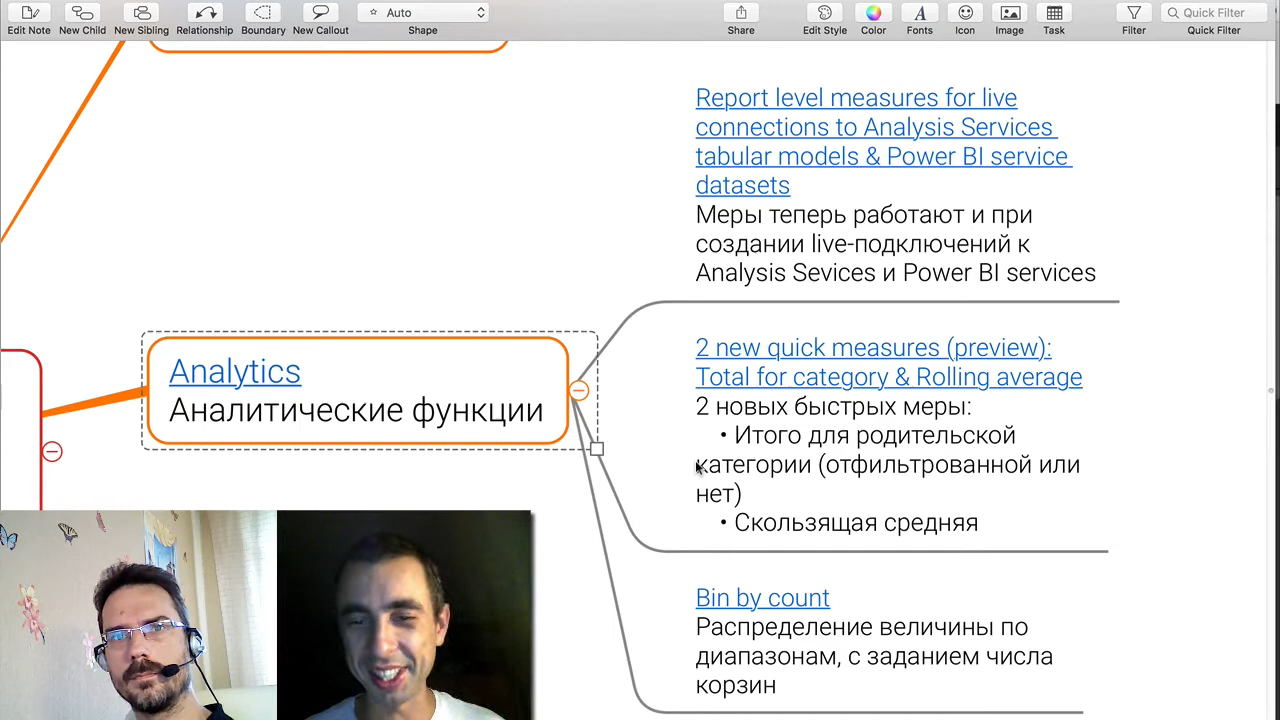 Auto
Quick Filter
Edit Note
New Child
New Sibling
Relationship
Boundary
New Callout
Shape
Share
Edit Style
Color
Fonts
Icon
Image
Task
Filter
Quick Filter
Report level measures for live
connections to Analysis Services
tabular models & Power BI service
datasets
Меры теперь работают и при
создании live-подключений к
Analysis Sevices и Power BI services
Analytics
Аналитические функции
2 new quick measures (preview):
Total for category & Rolling average
2 новых быстрых меры:
• Итого для родительской
категории (отфильтрованной или
нет)
• Скользящая средняя
Bin by count
Распределение величины по
диапазонам, с заданием числа
корзин